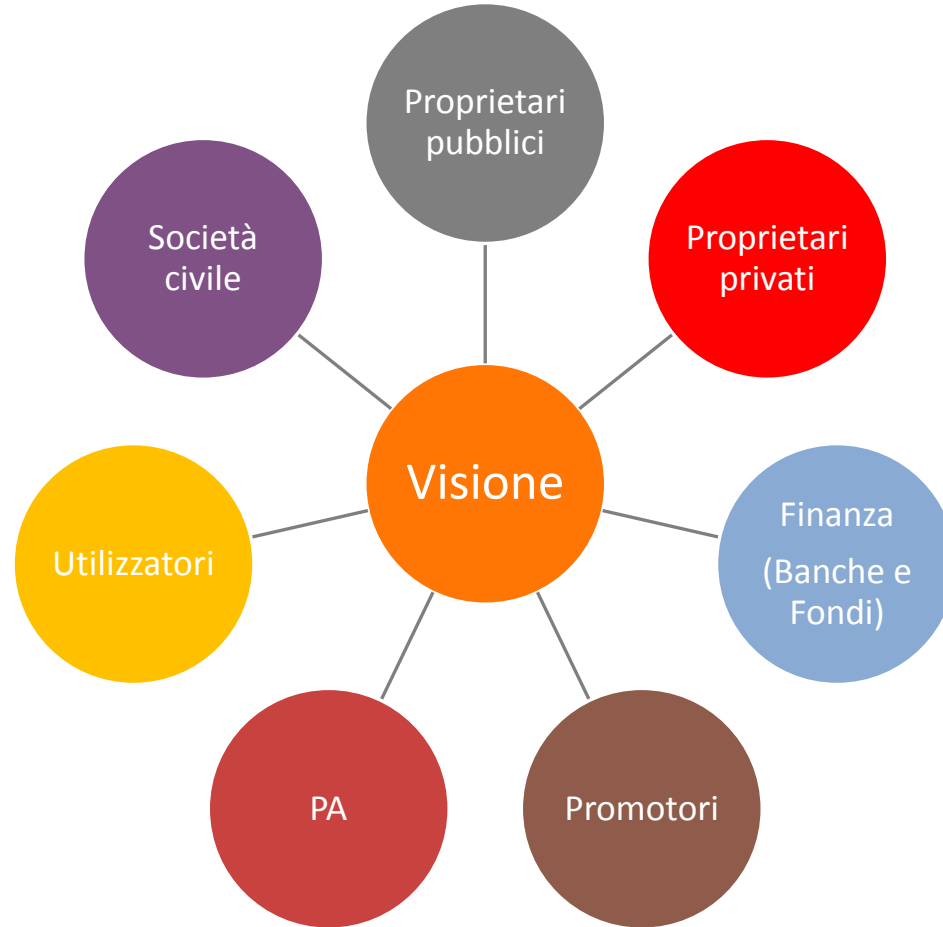 Proprietari
pubblici
Società
civile
Proprietari
privati
Visione
Finanza
(Banche e
Fondi)
Utilizzatori
PA
Promotori